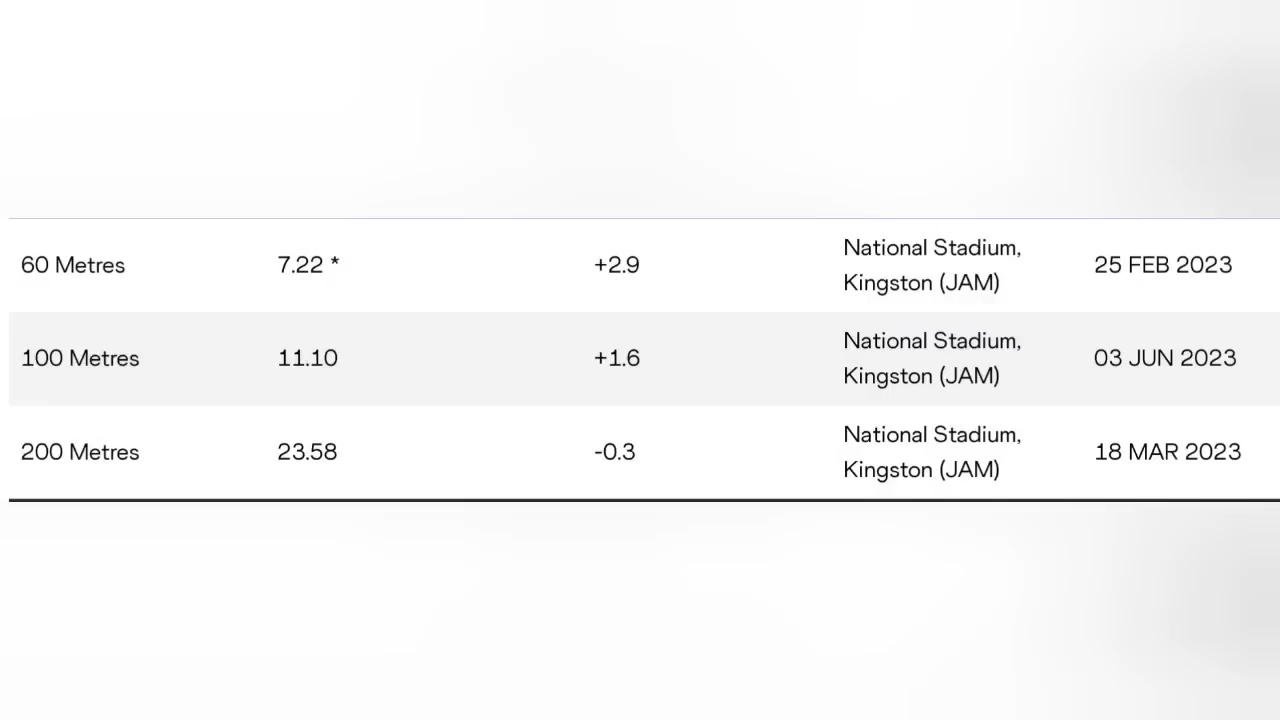 60 Metres 7.22 * +2.9 National Stadium, Kingston (JAM) 25 FEB 2023
100 Metres 11.10 +1.6 National Stadium, Kingston (JAM) 03 JUN 2023
200 Metres 23.58 -0.3 National Stadium, Kingston (JAM) 18 MAR 2023